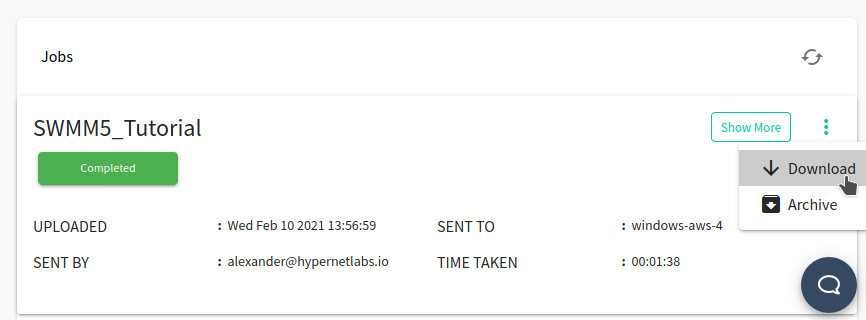 Jobs
SWMM5_Tutorial
Show More
Completed
Download
Archive
UPLOADED : Wed Feb 10 2021 13:56:59 SENT TO : windows-aws-4
SENT BY : alexander@hypernetlabs.io TIME TAKEN : 00:01:38